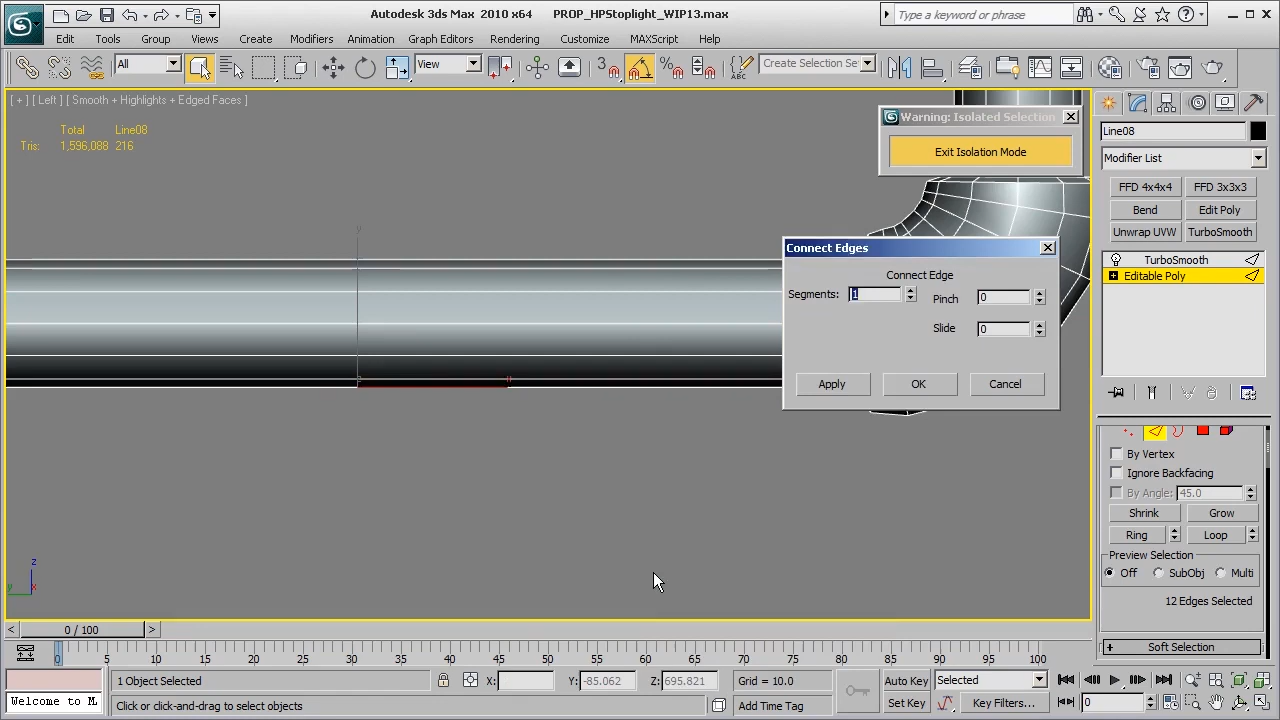 Autodesk 3ds Max 2010 x64 PROP_HPStoplight_WIP13.max
Type a keyword or phrase
Edit Tools Group Views Create Modifiers Animation Graph Editors Rendering Customize MAXScript Help
All View 3 ABC Create Selection Se
[ + ] [ Left ] [ Smooth + Highlights + Edged Faces ]
Total Line08
Tris: 1,596,088 216
Warning: Isolated Selection
Exit Isolation Mode
Connect Edges
Connect Edge
Segments: 1
Pinch 0
Slide 0
Apply OK Cancel
Line08
Modifier List
FFD 4x4x4 FFD 3x3x3
Bend Edit Poly
Unwrap UVW TurboSmooth
TurboSmooth
Editable Poly
By Vertex
Ignore Backfacing
By Angle: 45.0
Shrink Grow
Ring Loop
Preview Selection
Off SubObj Multi
12 Edges Selected
+ Soft Selection
y
z
y x
< 0 / 100 >
0 5 10 15 20 25 30 35 40 45 50 55 60 65 70 75 80 85 90 95 100
1 Object Selected X: Y: -85.062 Z: 695.821 Grid = 10.0 Auto Key Selected
Welcome to M Click or click-and-drag to select objects Add Time Tag Set Key Key Filters... 0